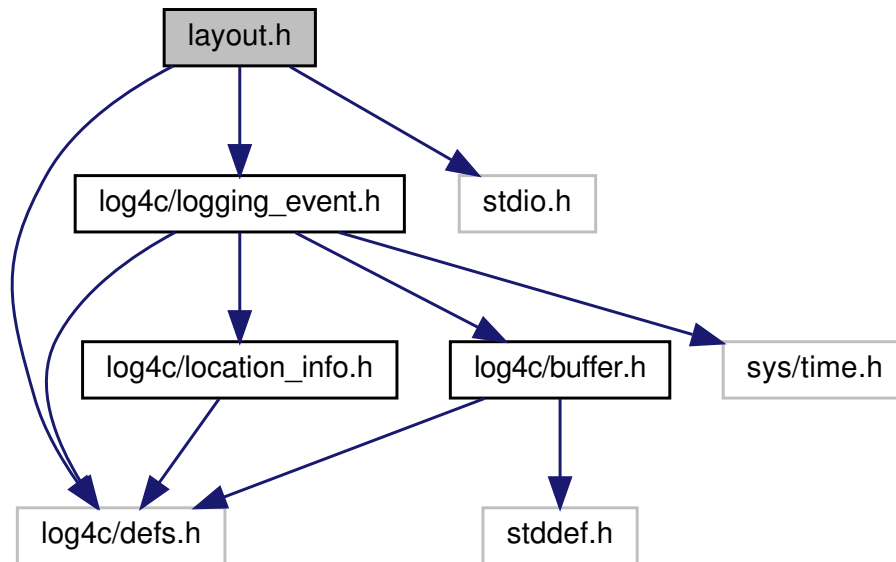 layout.h
log4c/logging_event.h
stdio.h
log4c/location_info.h
log4c/buffer.h
sys/time.h
log4c/defs.h
stddef.h